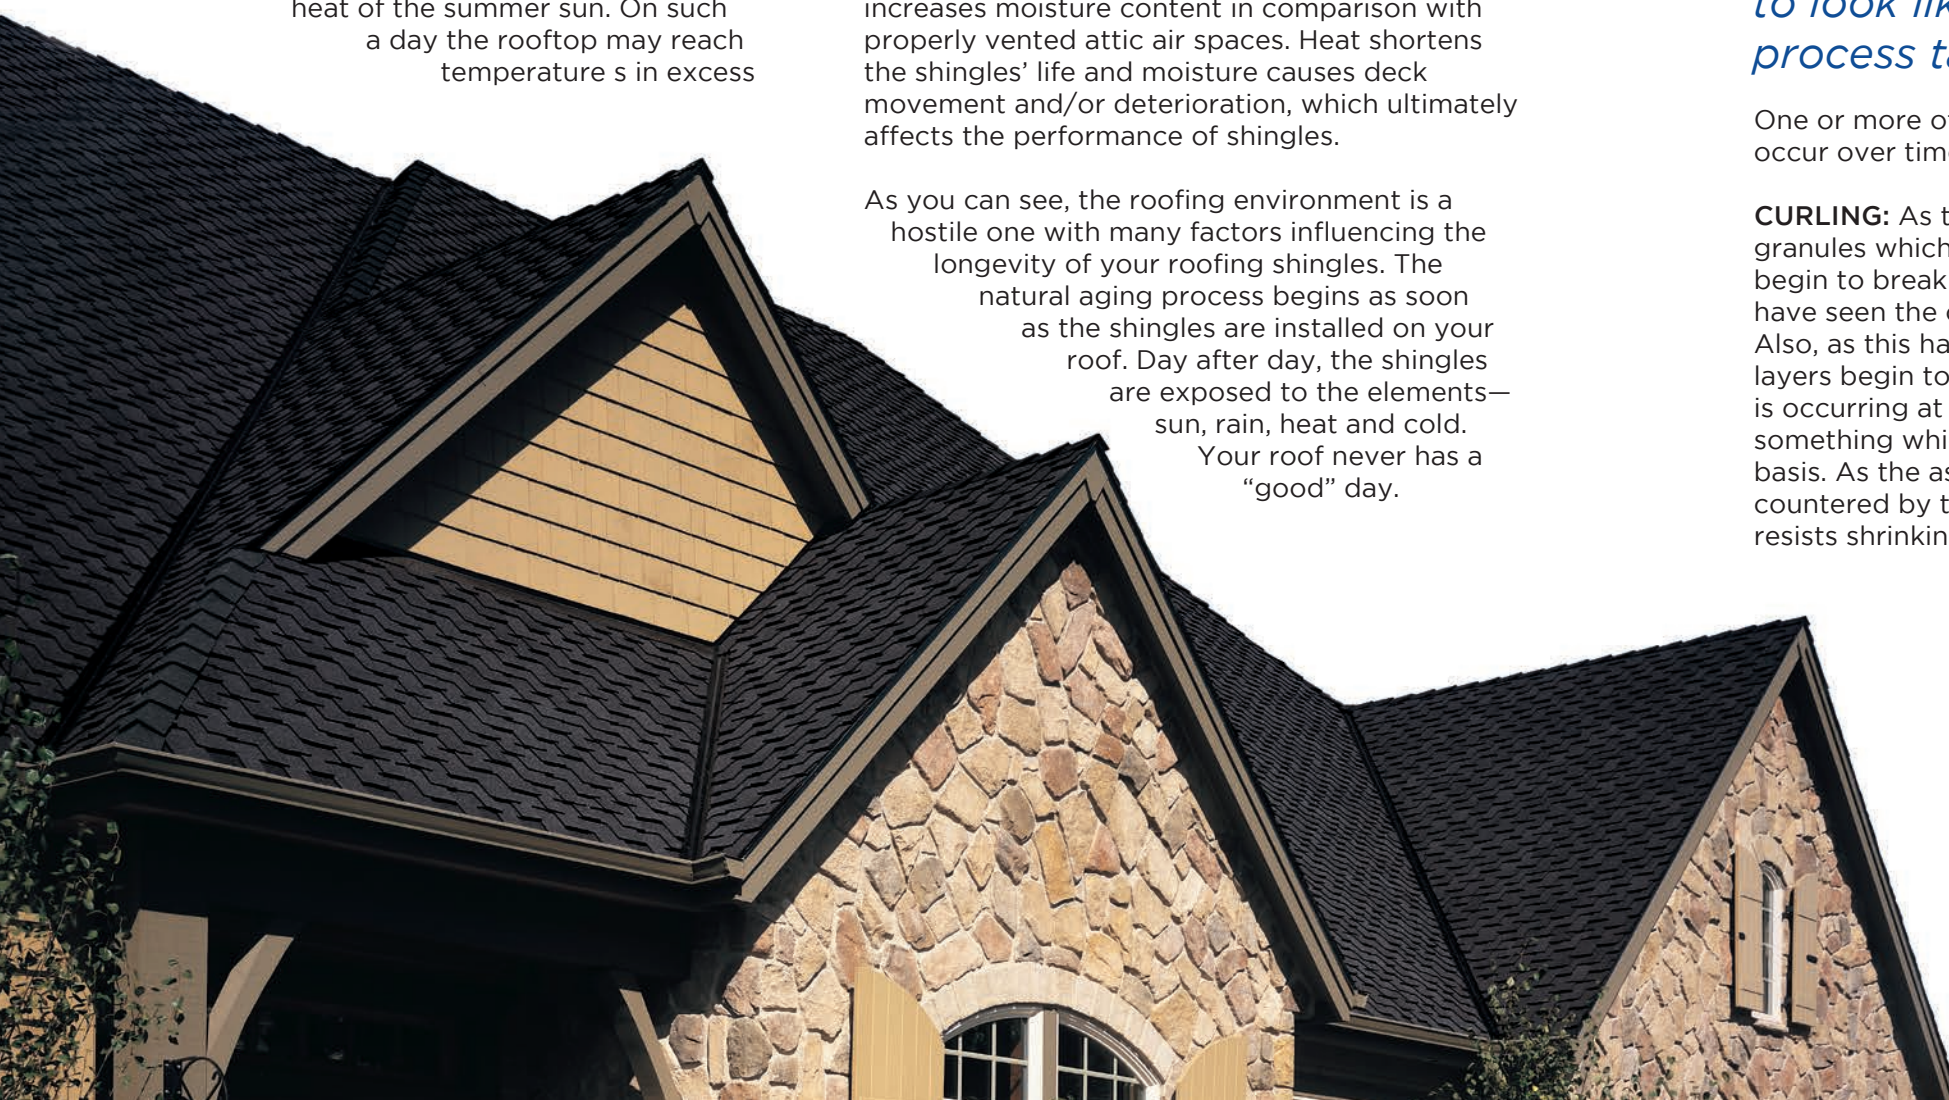 heat of the summer sun. On such
a day the rooftop may reach
temperature s in excess
increases moisture content in comparison with
properly vented attic air spaces. Heat shortens
the shingles’ life and moisture causes deck
movement and/or deterioration, which ultimately
affects the performance of shingles.
As you can see, the roofing environment is a
hostile one with many factors influencing the
longevity of your roofing shingles. The
natural aging process begins as soon
as the shingles are installed on your
roof. Day after day, the shingles
are exposed to the elements—
sun, rain, heat and cold.
Your roof never has a
“good” day.
to look
process
One or more
occur over
CURLING: As
granules which
begin to break
have seen the
Also, as this
layers begin to
is occurring at
something
basis. As the
countered by
resists